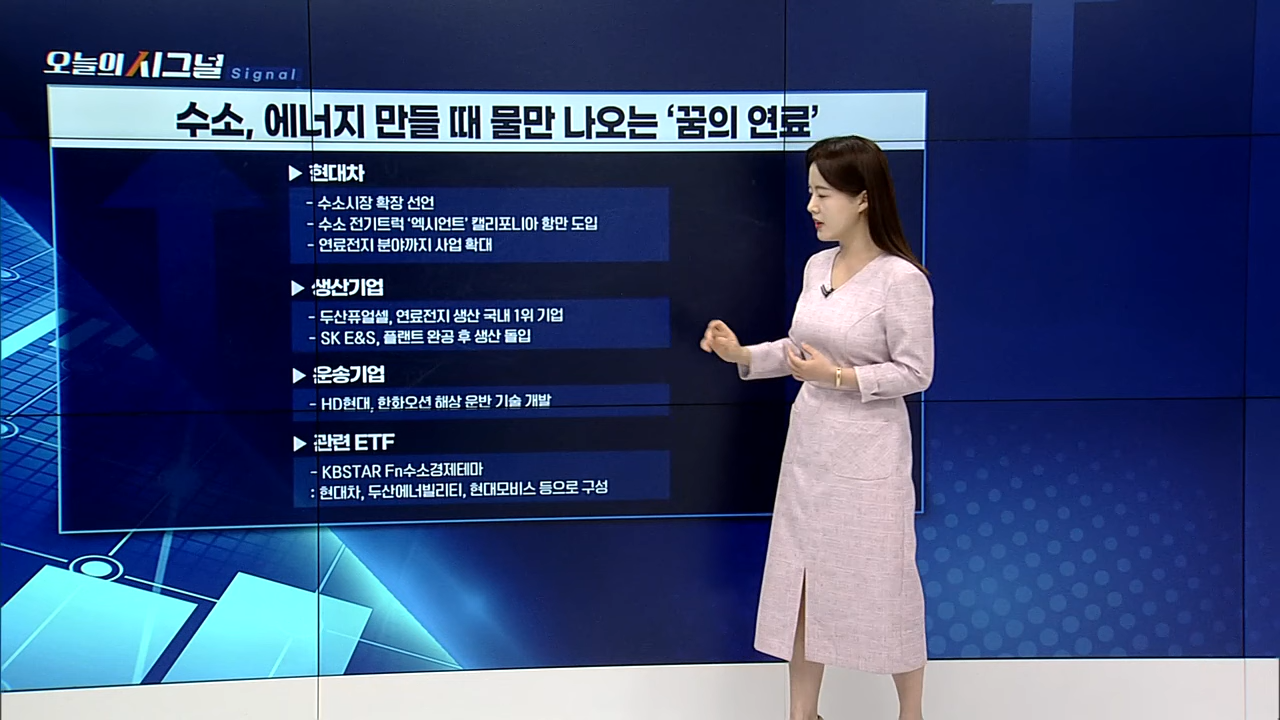 오늘의 시그널 Signal
수소, 에너지 만들 때 물만 나오는 ‘꿈의 연료’
▶ 현대차
- 수소시장 확장 선언
- 수소 전기트럭 ‘엑시언트’ 캘리포니아 항만 도입
- 연료전지 분야까지 사업 확대
▶ 생산기업
- 두산퓨얼셀, 연료전지 생산 국내 1위 기업
- SK E&S, 플랜트 완공 후 생산 돌입
▶ 운송기업
- HD현대, 한화오션 해상 운반 기술 개발
▶ 관련 ETF
- KBSTAR Fn수소경제테마
: 현대차, 두산에너빌리티, 현대모비스 등으로 구성